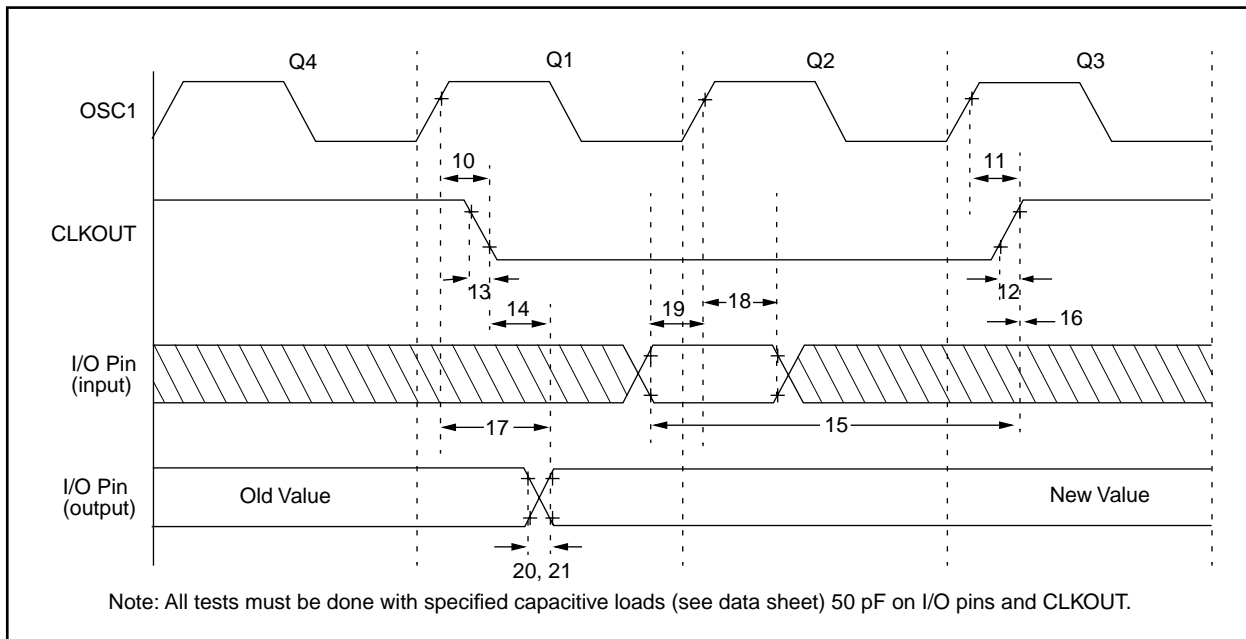 Q4 Q1 Q2 Q3
OSC1
10 11
CLKOUT
13 12
14 19 18 16
I/O Pin
(input)
17 15
I/O Pin
(output)
Old Value New Value
20, 21
Note: All tests must be done with specified capacitive loads (see data sheet) 50 pF on I/O pins and CLKOUT.